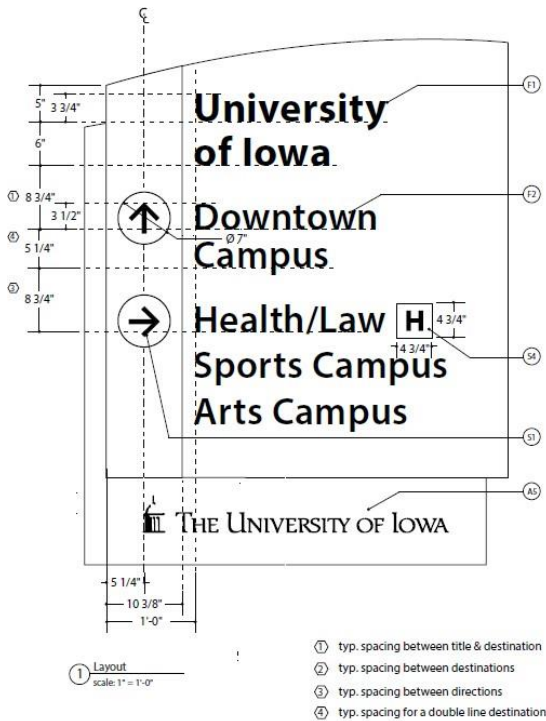 CL
5" 3 3/4"
University
F1
6"
of Iowa
1 8 3/4"
3 1/2"
Downtown
F2
4 5 1/4"
Ø 7"
Campus
3 8 3/4"
Health/Law H 4 3/4"
4 3/4"
S4
Sports Campus
Arts Campus
S1
A5
THE UNIVERSITY OF IOWA
5 1/4"
10 3/8"
1'-0"
1 Layout
scale: 1" = 1'-0"
1 typ. spacing between title & destination
2 typ. spacing between destinations
3 typ. spacing between directions
4 typ. spacing for a double line destination